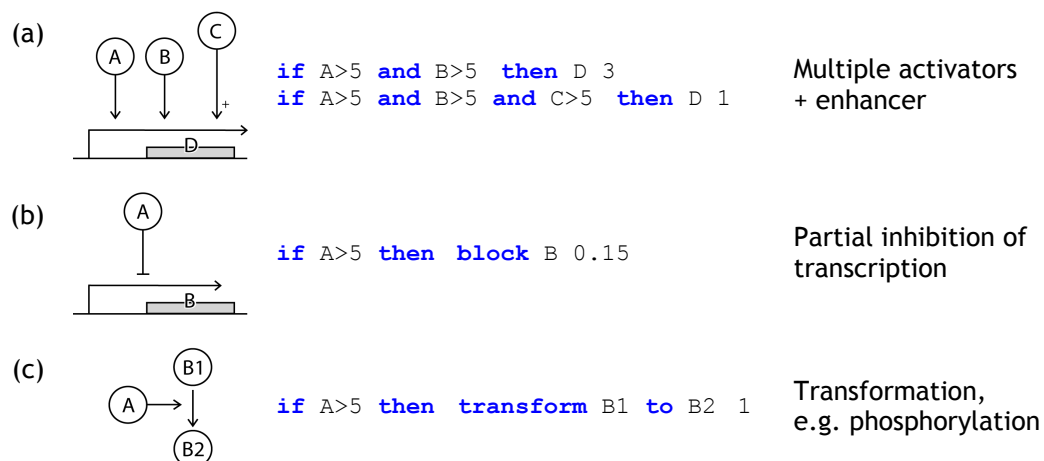 (a)
A
B
C
+
D
if A>5 and B>5 then D 3
if A>5 and B>5 and C>5 then D 1
Multiple activators
+ enhancer
(b)
A
B
if A>5 then block B 0.15
Partial inhibition of
transcription
(c)
B1
A
B2
if A>5 then transform B1 to B2 1
Transformation,
e.g. phosphorylation